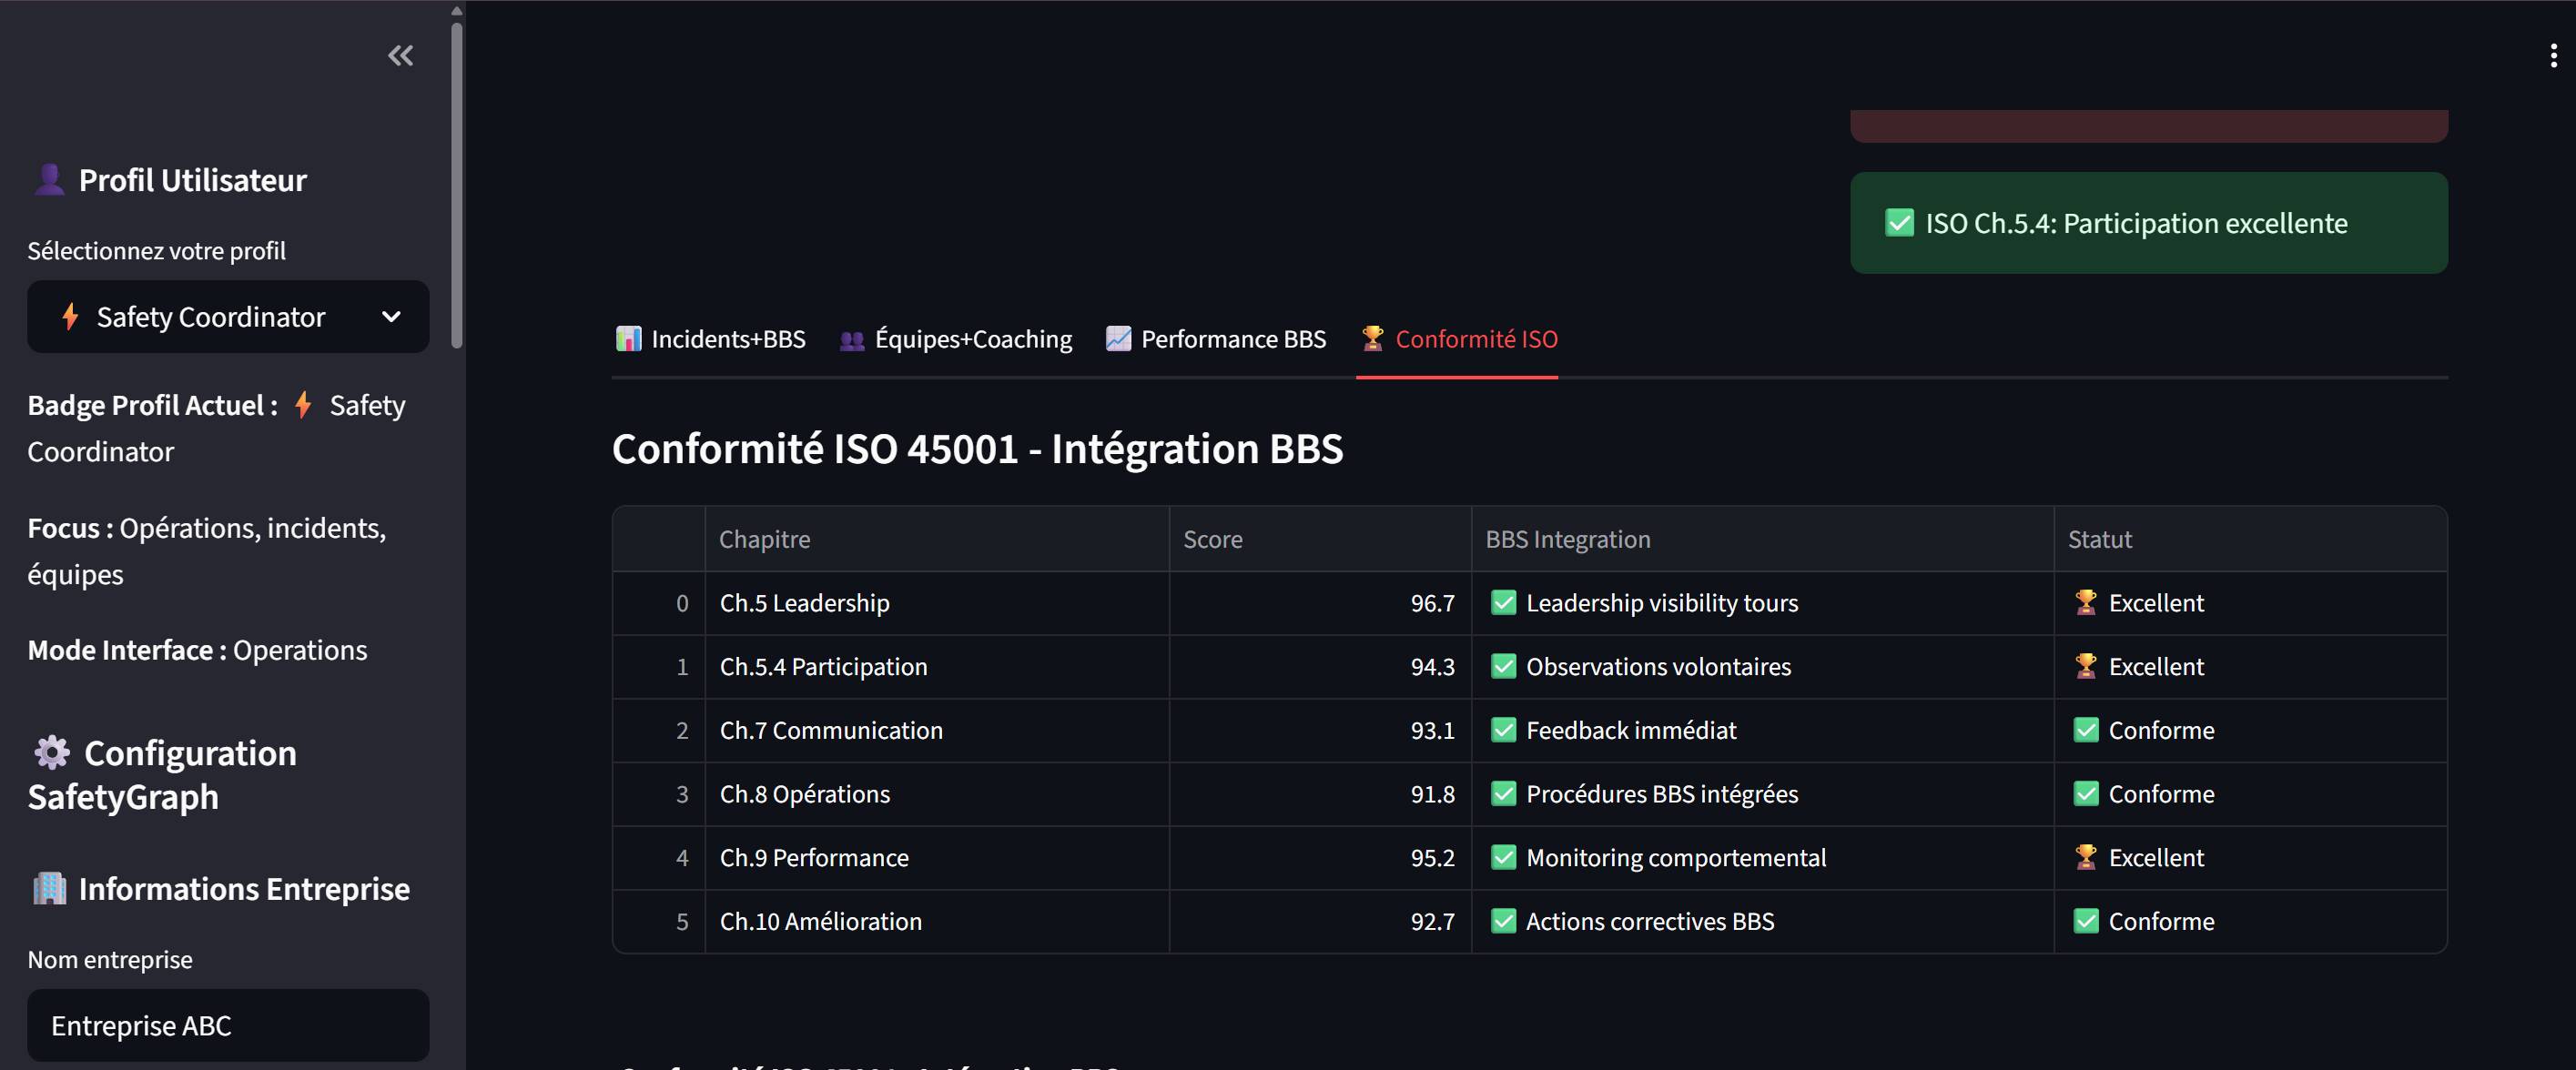 Profil Utilisateur
Sélectionnez votre profil
Safety Coordinator
Badge Profil Actuel : Safety
Coordinator
Focus : Opérations, incidents,
équipes
Mode Interface : Operations
Configuration
SafetyGraph
Informations Entreprise
Nom entreprise
Entreprise ABC
ISO Ch.5.4: Participation excellente
Incidents+BBS Équipes+Coaching Performance BBS Conformité ISO
Conformité ISO 45001 - Intégration BBS
Chapitre Score BBS Integration Statut
0 Ch.5 Leadership 96.7 Leadership visibility tours Excellent
1 Ch.5.4 Participation 94.3 Observations volontaires Excellent
2 Ch.7 Communication 93.1 Feedback immédiat Conforme
3 Ch.8 Opérations 91.8 Procédures BBS intégrées Conforme
4 Ch.9 Performance 95.2 Monitoring comportemental Excellent
5 Ch.10 Amélioration 92.7 Actions correctives BBS Conforme